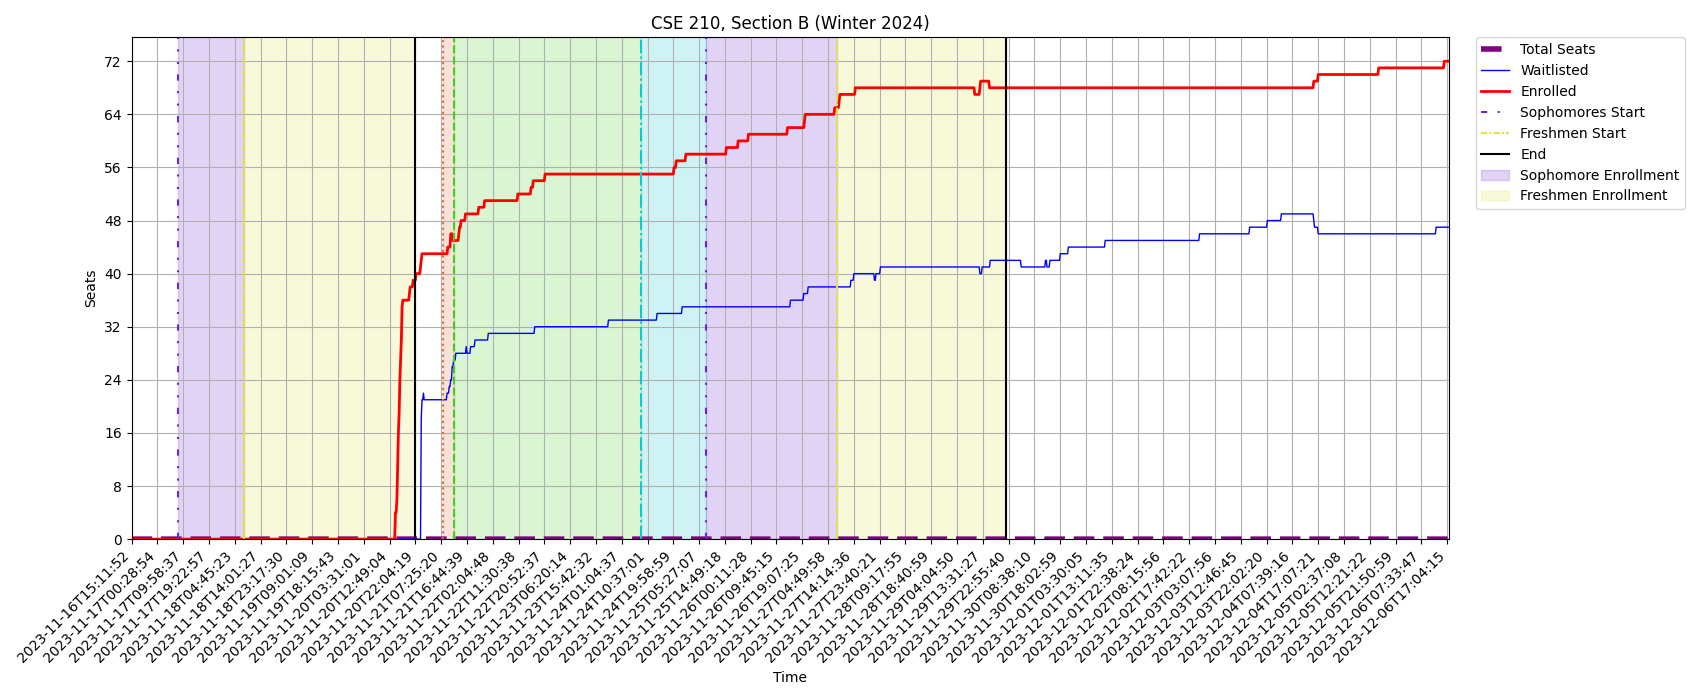 CSE 210, Section B (Winter 2024)
Total Seats
Waitlisted
Enrolled
Sophomores Start
Freshmen Start
End
Sophomore Enrollment
Freshmen Enrollment
Seats
72
64
56
48
40
32
24
16
8
0
2023-11-16T15:11:52
2023-11-17T00:28:54
2023-11-17T09:58:37
2023-11-17T19:22:57
2023-11-18T04:45:23
2023-11-18T14:01:27
2023-11-18T23:17:30
2023-11-19T09:01:09
2023-11-19T18:15:43
2023-11-20T03:31:01
2023-11-20T12:49:04
2023-11-20T22:04:19
2023-11-21T07:25:20
2023-11-21T16:44:39
2023-11-22T02:04:48
2023-11-22T11:30:38
2023-11-22T20:52:37
2023-11-23T06:20:14
2023-11-23T15:42:32
2023-11-24T01:04:37
2023-11-24T10:37:01
2023-11-24T19:58:59
2023-11-25T05:27:07
2023-11-25T14:49:18
2023-11-26T00:11:28
2023-11-26T09:45:15
2023-11-26T19:07:25
2023-11-27T04:49:58
2023-11-27T14:14:36
2023-11-27T23:40:21
2023-11-28T09:17:55
2023-11-28T18:40:59
2023-11-29T04:04:50
2023-11-29T13:31:27
2023-11-29T22:55:40
2023-11-30T08:38:10
2023-11-30T18:02:59
2023-12-01T03:30:05
2023-12-01T13:11:35
2023-12-01T22:38:24
2023-12-02T08:15:56
2023-12-02T17:42:22
2023-12-03T03:07:56
2023-12-03T12:46:45
2023-12-03T22:02:20
2023-12-04T07:39:16
2023-12-04T17:07:21
2023-12-05T02:37:08
2023-12-05T12:21:22
2023-12-05T21:50:59
2023-12-06T07:33:47
2023-12-06T17:04:15
Time